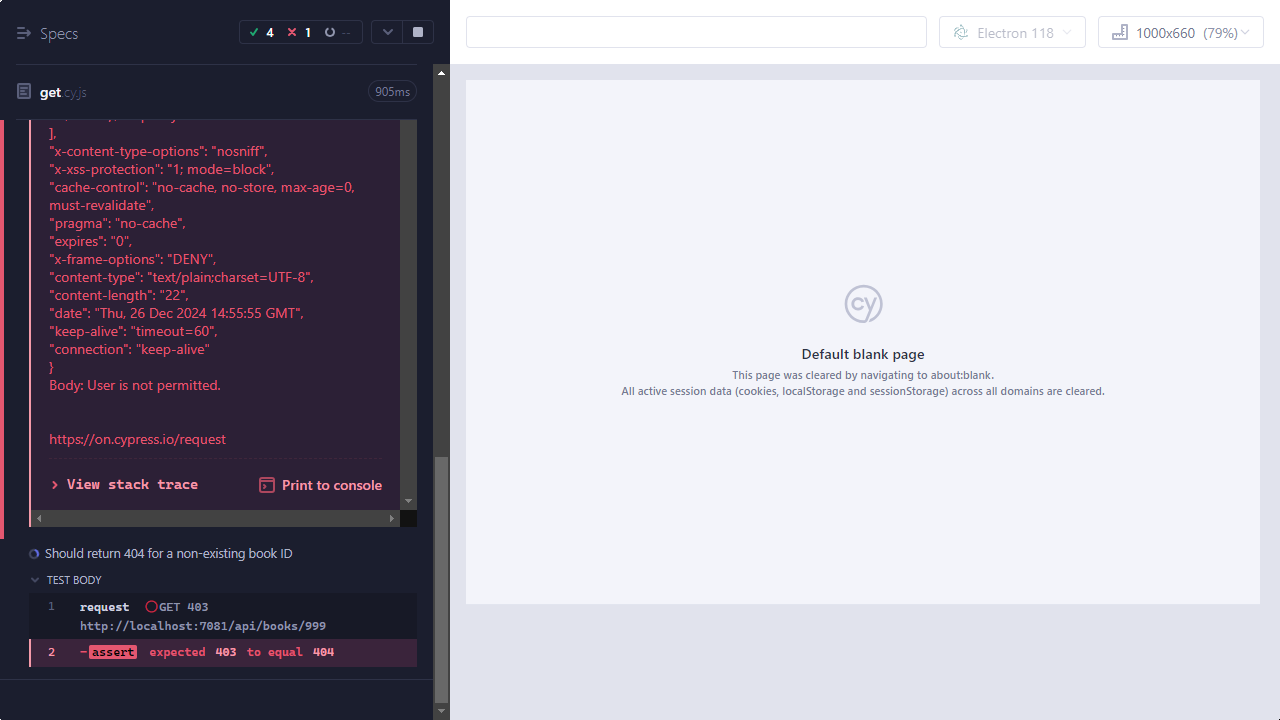 Specs
4 1 --
get.cy.js
905ms
],
"x-content-type-options": "nosniff",
"x-xss-protection": "1; mode=block",
"cache-control": "no-cache, no-store, max-age=0,
must-revalidate",
"pragma": "no-cache",
"expires": "0",
"x-frame-options": "DENY",
"content-type": "text/plain;charset=UTF-8",
"content-length": "22",
"date": "Thu, 26 Dec 2024 14:55:55 GMT",
"keep-alive": "timeout=60",
"connection": "keep-alive"
}
Body: User is not permitted.
https://on.cypress.io/request
View stack trace
Print to console
Should return 404 for a non-existing book ID
TEST BODY
1 request GET 403
http://localhost:7081/api/books/999
2 -assert expected 403 to equal 404
Electron 118
1000x660 (79%)
cy
Default blank page
This page was cleared by navigating to about:blank.
All active session data (cookies, localStorage and sessionStorage) across all domains are cleared.